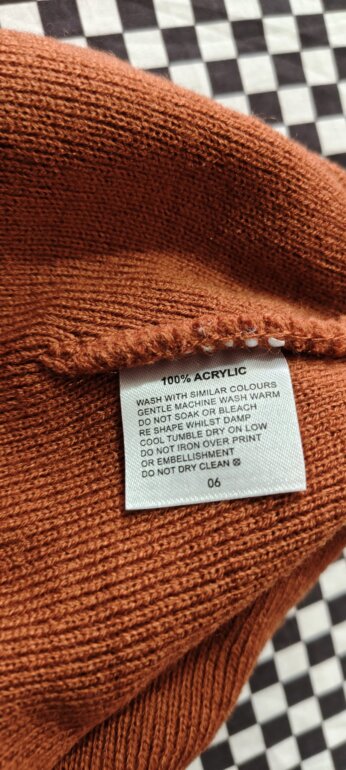 100% ACRYLIC
WASH WITH SIMILAR COLOURS
GENTLE MACHINE WASH WARM
DO NOT SOAK OR BLEACH
RE SHAPE WHILST DAMP
COOL TUMBLE DRY ON LOW
DO NOT IRON OVER PRINT
OR EMBELLISHMENT
DO NOT DRY CLEAN
06